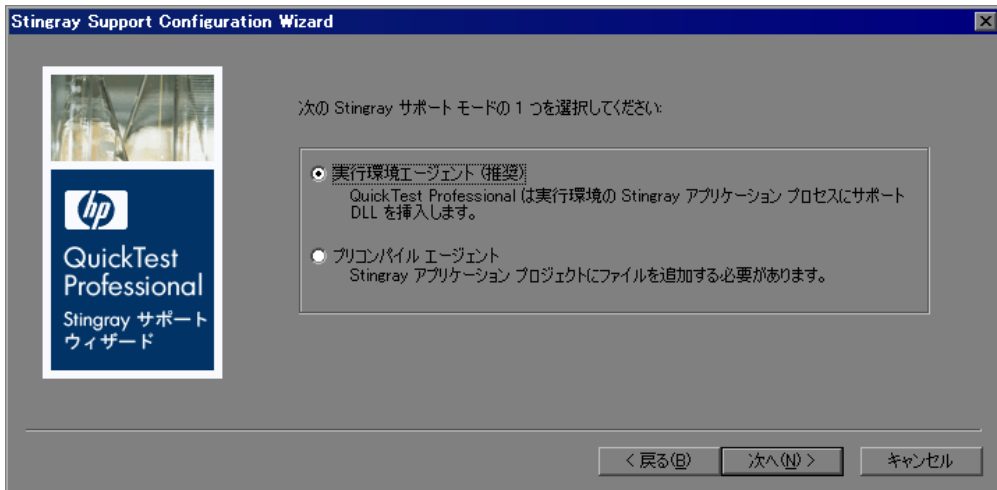 Stingray Support Configuration Wizard
次の Stingray サポート モードの 1 つを選択してください:
実行環境エージェント (推奨)
QuickTest Professional は実行環境の Stingray アプリケーション プロセスにサポート
DLL を挿入します。
プリコンパイル エージェント
Stingray アプリケーション プロジェクトにファイルを追加する必要があります。
hp
QuickTest
Professional
Stingray サポート
ウィザード
< 戻る(B)
次へ(N) >
キャンセル